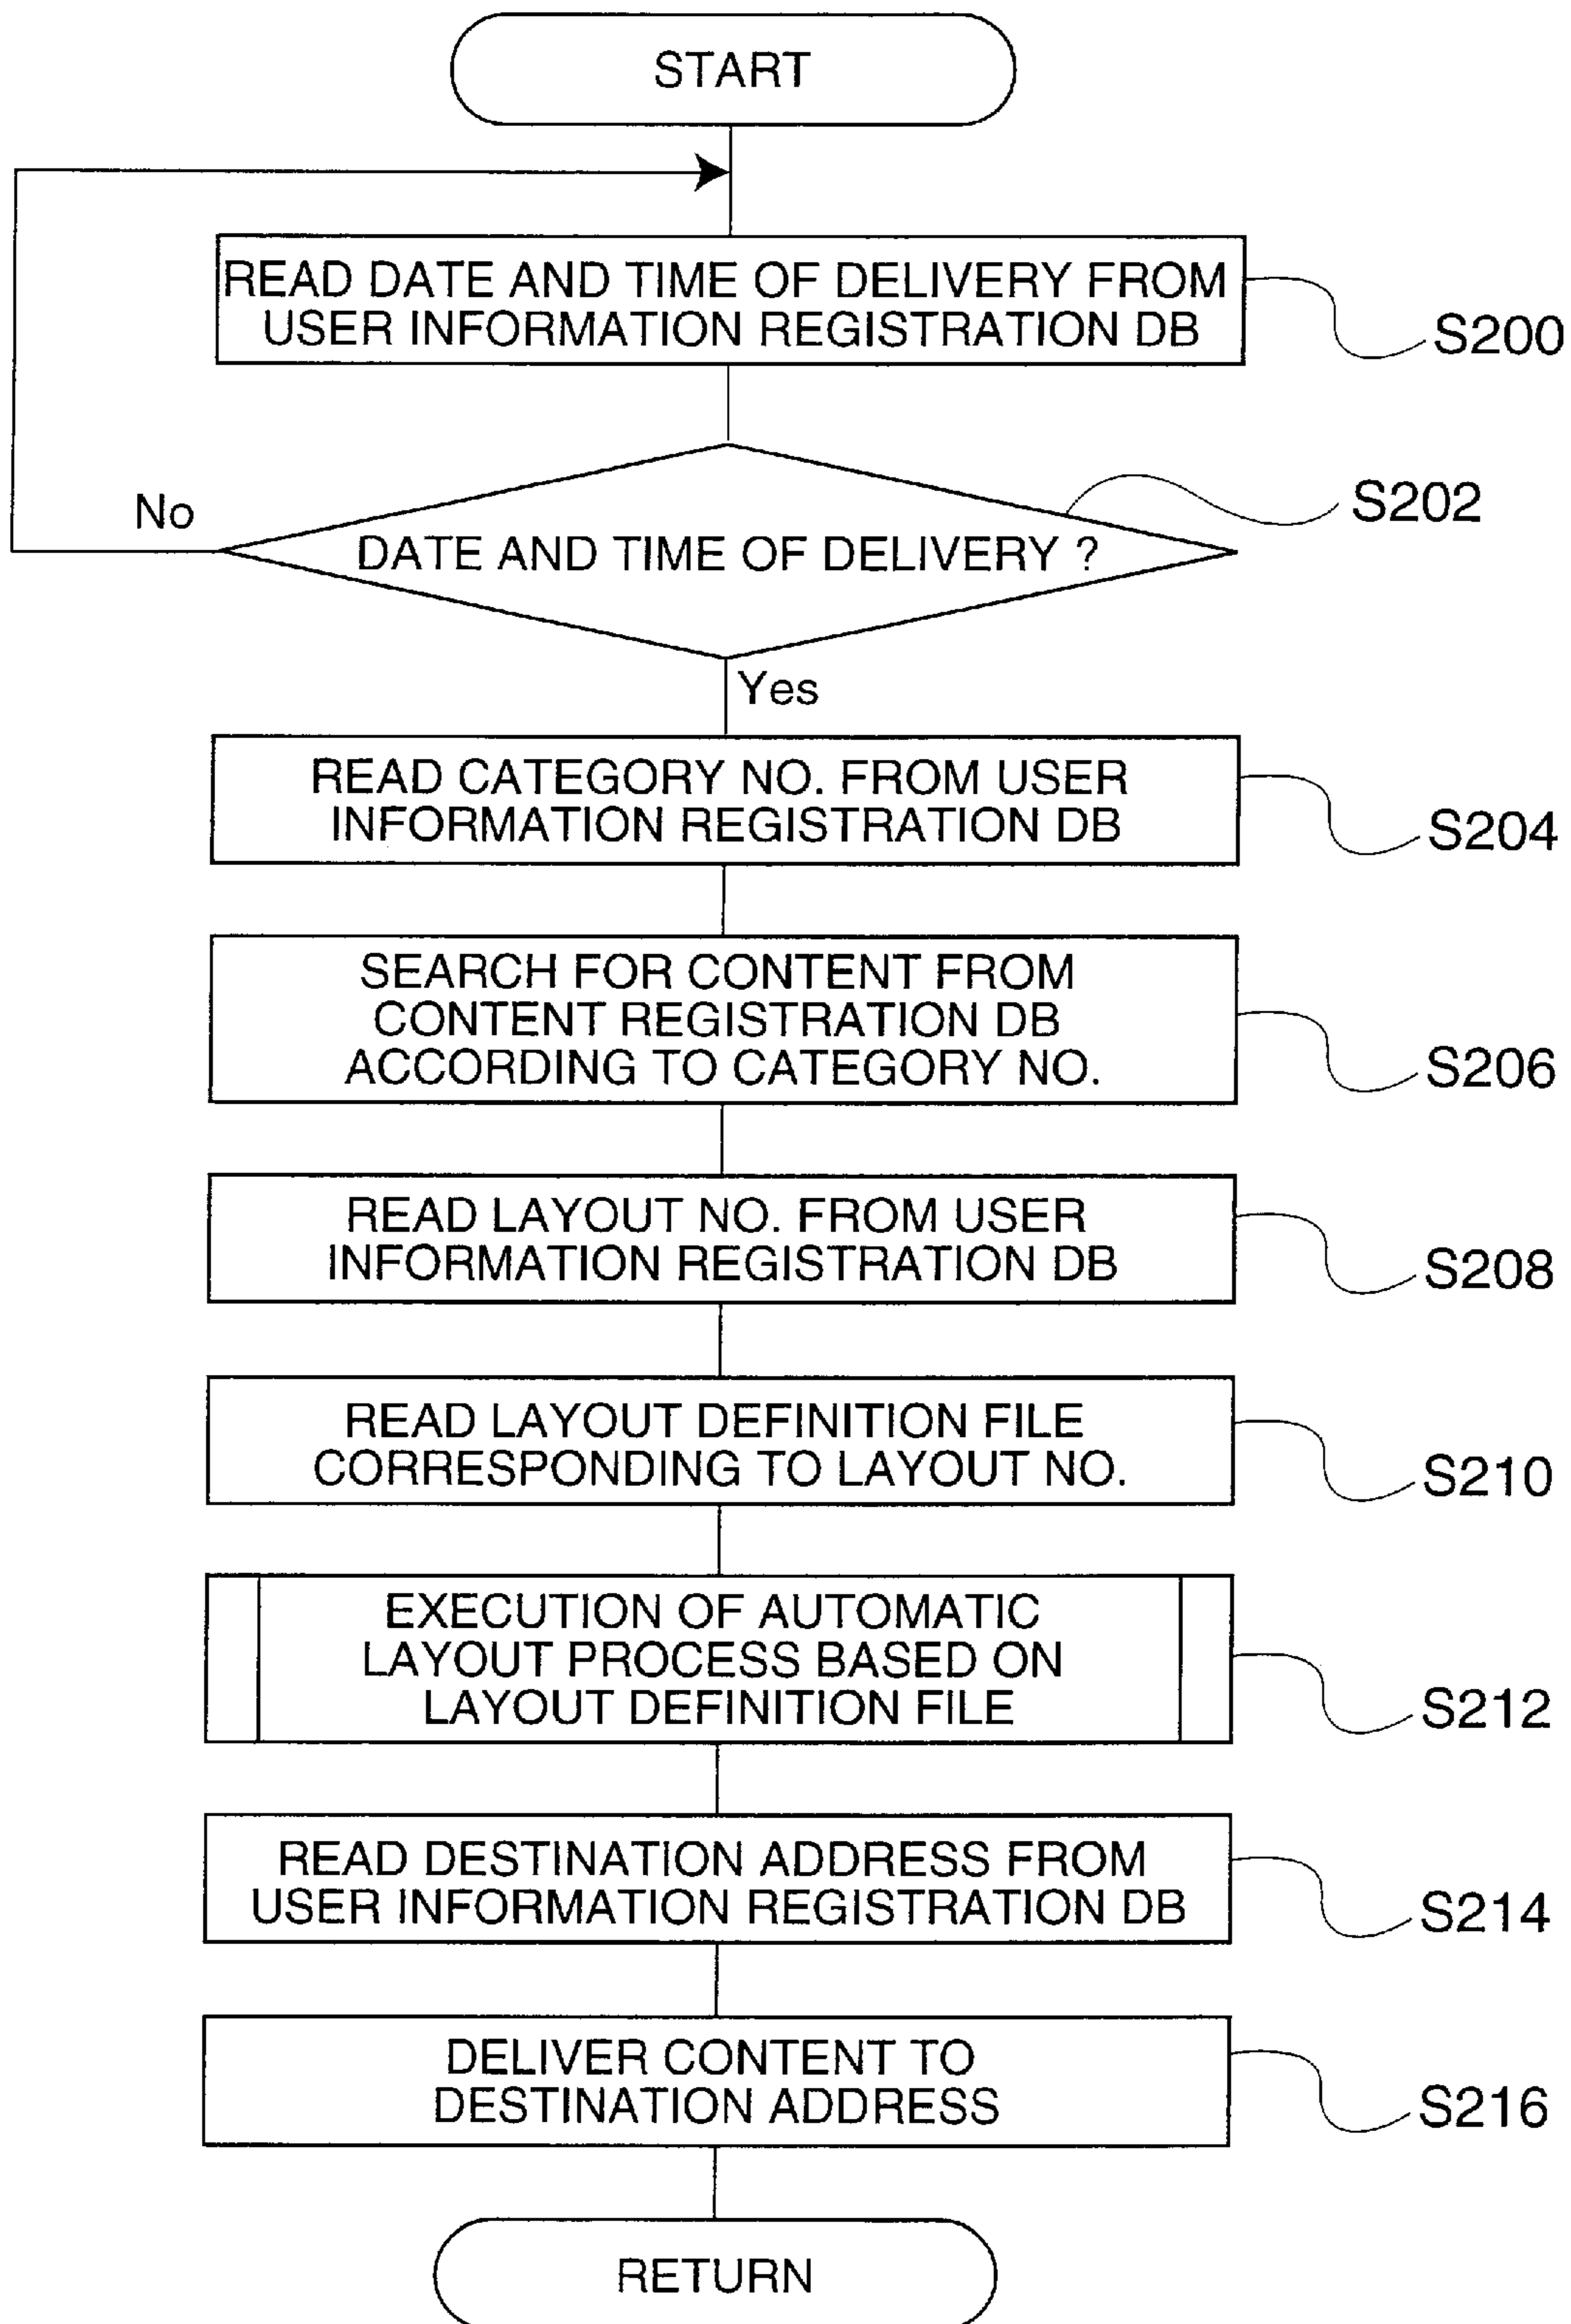 START
READ DATE AND TIME OF DELIVERY FROM
USER INFORMATION REGISTRATION DB
S200
No
DATE AND TIME OF DELIVERY ?
S202
Yes
READ CATEGORY NO. FROM USER
INFORMATION REGISTRATION DB
S204
SEARCH FOR CONTENT FROM
CONTENT REGISTRATION DB
ACCORDING TO CATEGORY NO.
S206
READ LAYOUT NO. FROM USER
INFORMATION REGISTRATION DB
S208
READ LAYOUT DEFINITION FILE
CORRESPONDING TO LAYOUT NO.
S210
EXECUTION OF AUTOMATIC
LAYOUT PROCESS BASED ON
LAYOUT DEFINITION FILE
S212
READ DESTINATION ADDRESS FROM
USER INFORMATION REGISTRATION DB
S214
DELIVER CONTENT TO
DESTINATION ADDRESS
S216
RETURN